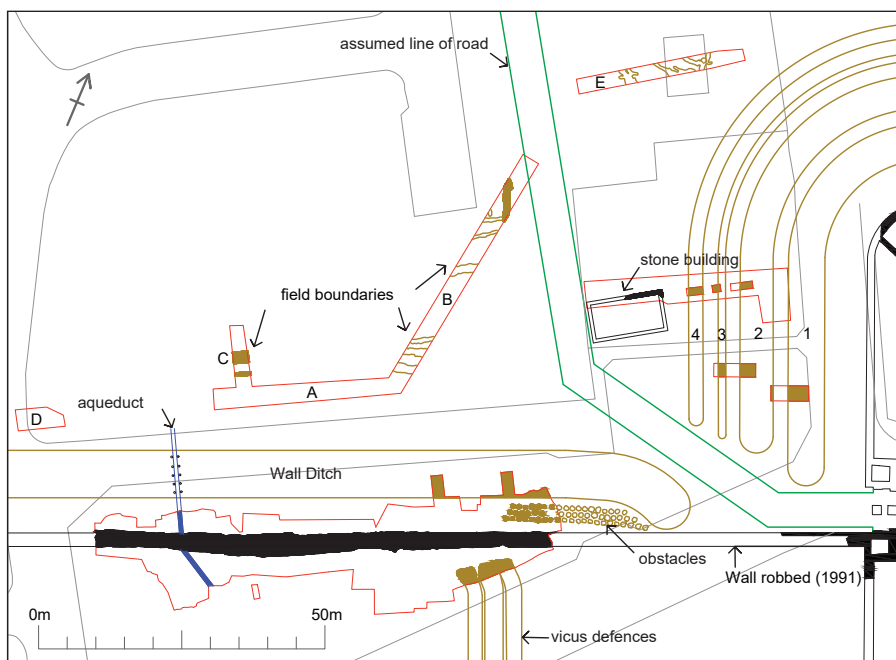 assumed line of road
E
stone building
field boundaries
B
4
3
2
1
C
A
aqueduct
D
Wall Ditch
obstacles
Wall robbed (1991)
0m
50m
vicus defences